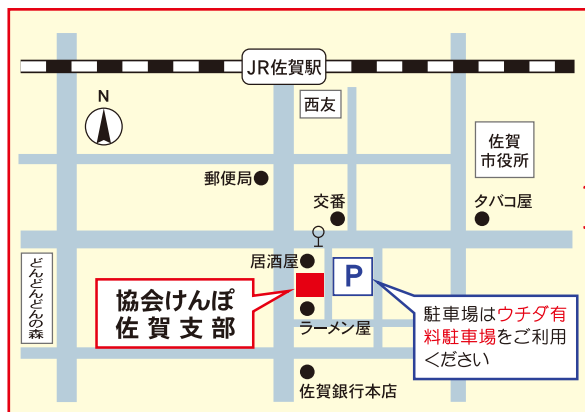 JR佐賀駅
西友
N
佐賀
市役所
郵便局
交番
タバコ屋
居酒屋
P
どんどんどんの森
協会けんぽ
佐賀支部
ラーメン屋
駐車場はウチダ有
料駐車場をご利用
ください
佐賀銀行本店